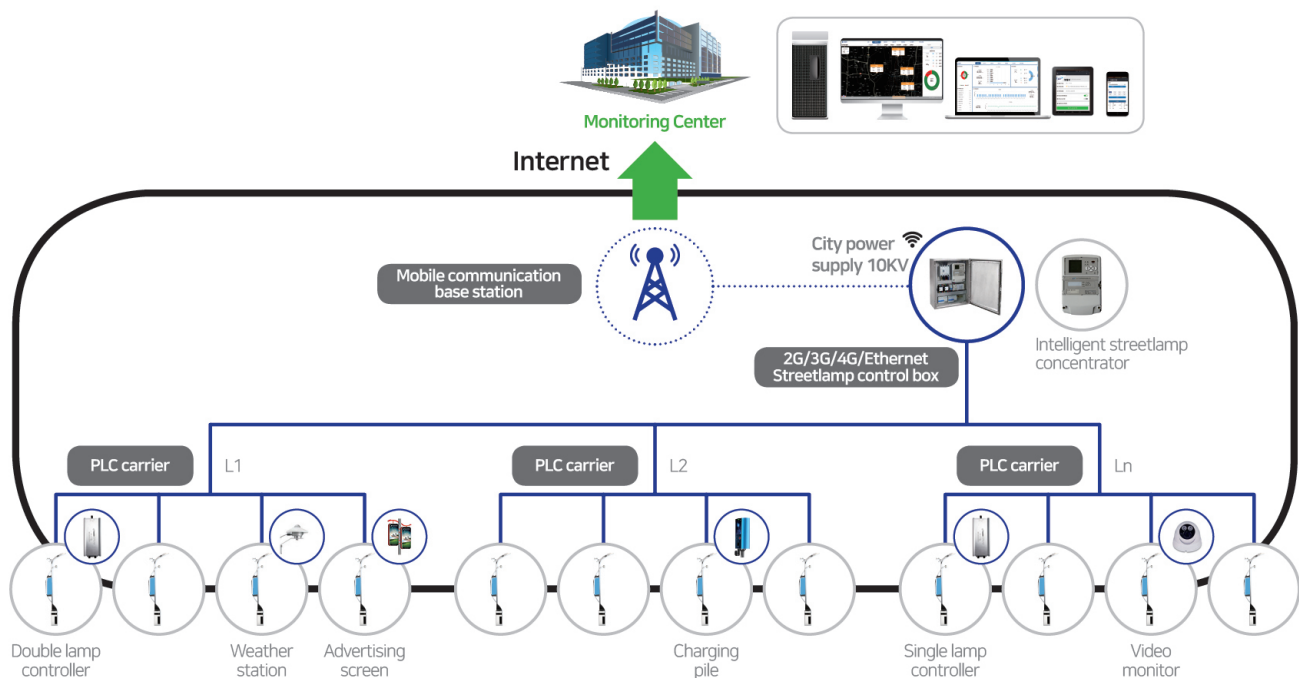 Monitoring Center
Internet
Mobile communication
base station
City power
supply 10KV
Intelligent streetlamp
concentrator
2G/3G/4G/Ethernet
Streetlamp control box
PLC carrier
L1
PLC carrier
L2
PLC carrier
Ln
Double lamp
controller
Weather
station
Advertising
screen
Charging
pile
Single lamp
controller
Video
monitor